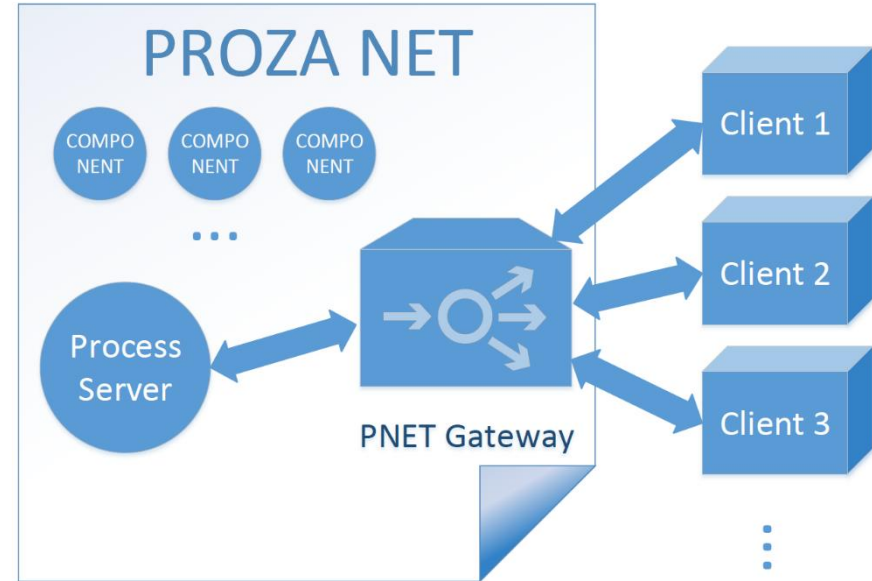 PROZA NET
COMPO
NENT
COMPO
NENT
COMPO
NENT
...
Process
Server
PNET Gateway
Client 1
Client 2
Client 3
...